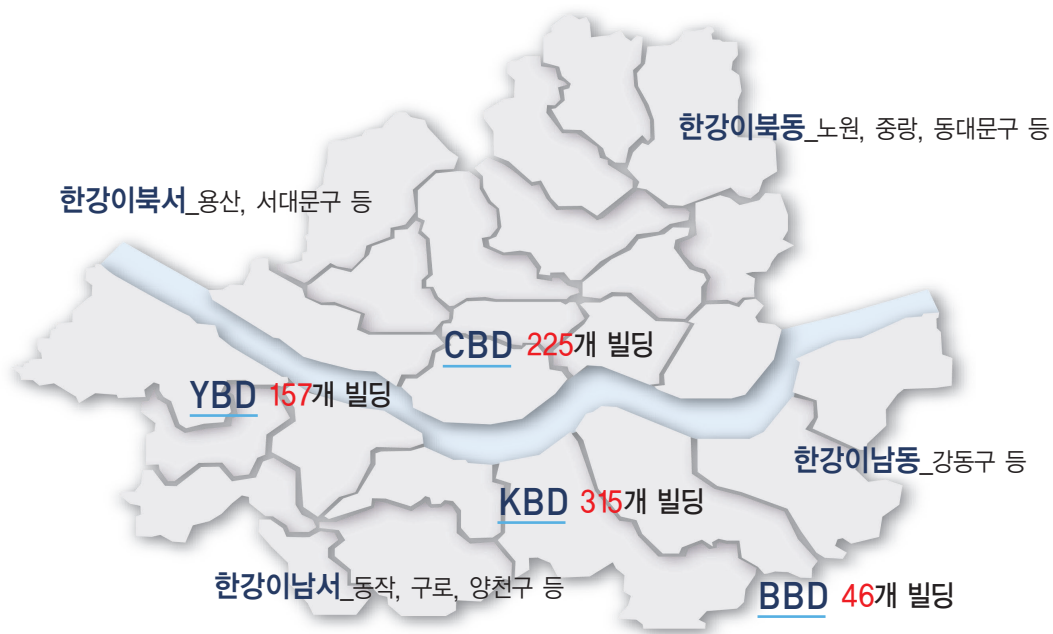 한강이북동_노원, 중랑, 동대문구 등
한강이북서_용산, 서대문구 등
CBD 225개 빌딩
YBD 157개 빌딩
한강이남동_강동구 등
KBD 315개 빌딩
한강이남서_동작, 구로, 양천구 등
BBD 46개 빌딩